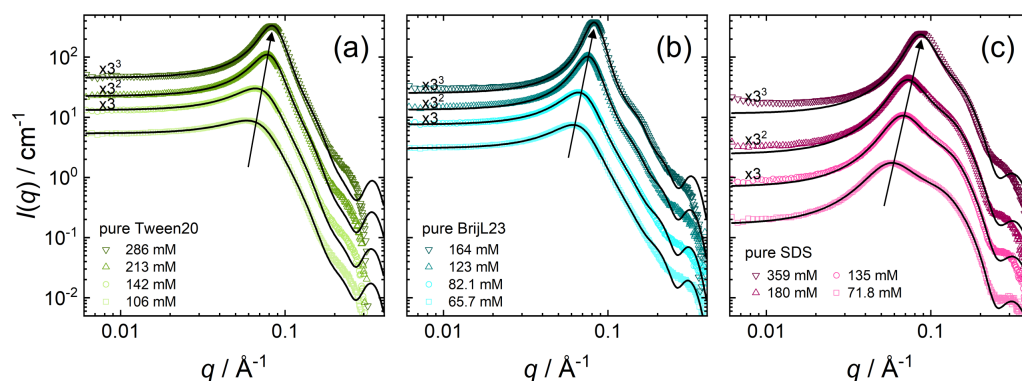 I(q) / cm⁻¹
10²
10¹
10⁰
10⁻¹
10⁻²
(a)
x3³
x3²
x3
pure Tween20
286 mM
213 mM
142 mM
106 mM
0.01
0.1
q / Å⁻¹
(b)
x3³
x3²
x3
pure BrijL23
164 mM
123 mM
82.1 mM
65.7 mM
0.01
0.1
q / Å⁻¹
(c)
x3³
x3²
x3
pure SDS
359 mM 135 mM
180 mM 71.8 mM
0.01
0.1
q / Å⁻¹